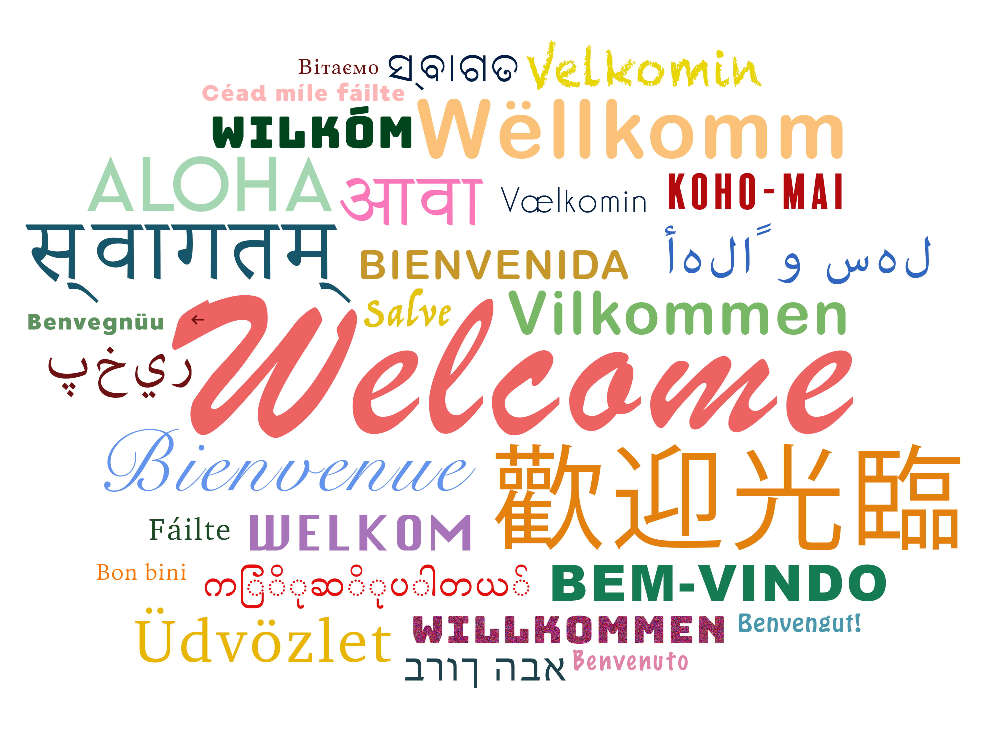 Вітаємо
ସ୍ବାଗତ
Velkomin
Céad míle fáilte
WILKÓM
Wëllkomm
ALOHA
आवा
Vælkomin
KOHO-MAI
स्वागतम्
BIENVENIDA
أهلاً و سهل
Salve
Vilkommen
Benvegnüu
←
پخير
Welcome
Bienvenue
歡迎光臨
Fáilte
WELKOM
Bon bini
ကြိုဆိုပါတယ်
BEM-VINDO
Üdvözlet
WILLKOMMEN
Benvengut!
ברוך הבא
Benvenuto